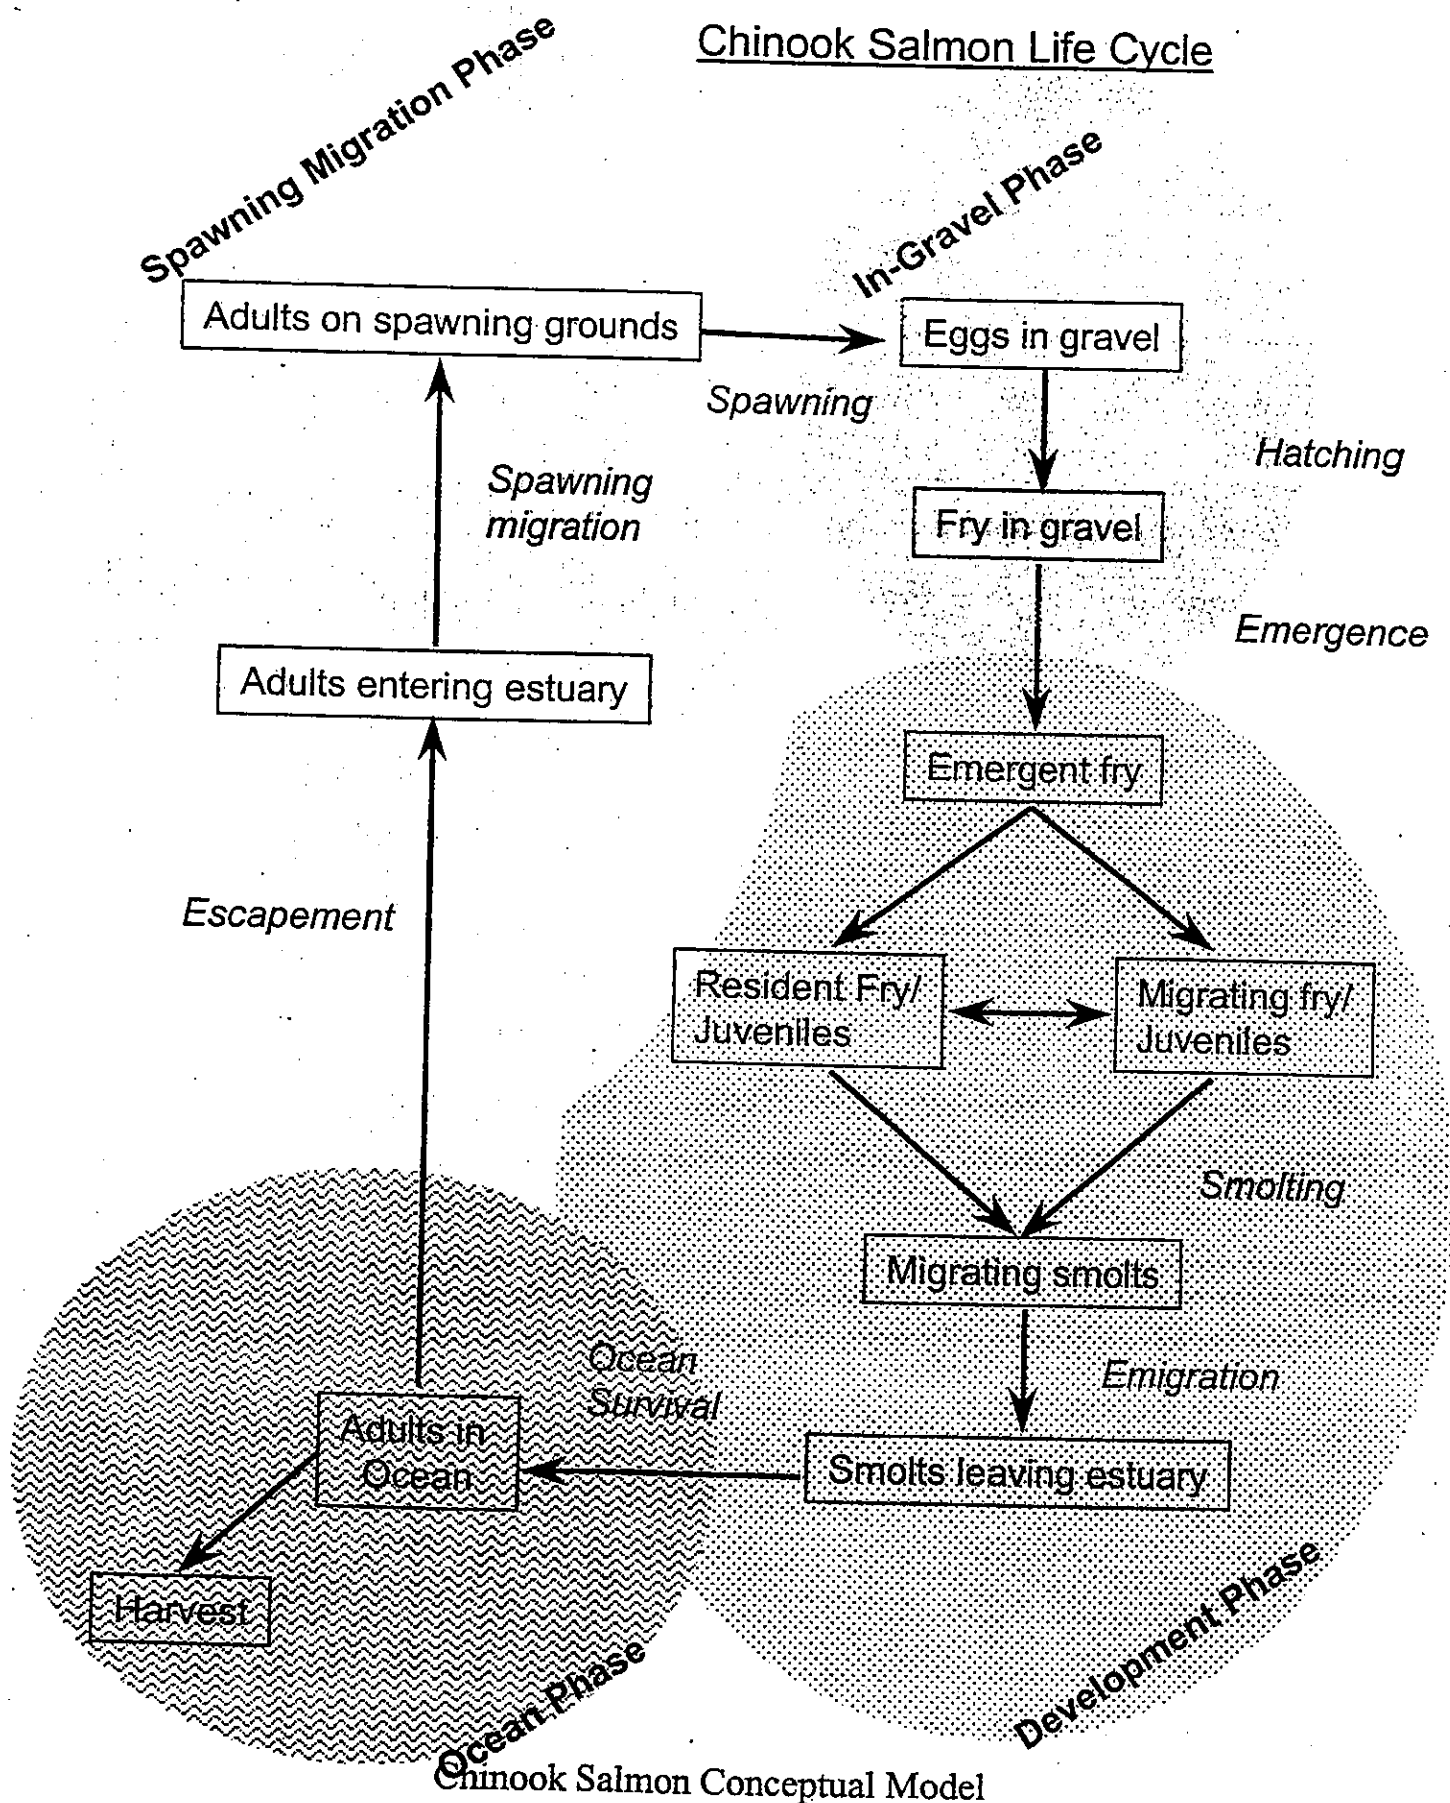 Chinook Salmon Life Cycle
Spawning Migration Phase
In-Gravel Phase
Adults on spawning grounds
Eggs in gravel
Spawning
Hatching
Spawning
migration
Fry in gravel
Emergence
Adults entering estuary
Emergent fry
Escapement
Resident Fry/
Juveniles
Migrating fry/
Juveniles
Smolting
Migrating smolts
Ocean
Survival
Emigration
Adults in
Ocean
Smolts leaving estuary
Harvest
Ocean Phase
Development Phase
Chinook Salmon Conceptual Model